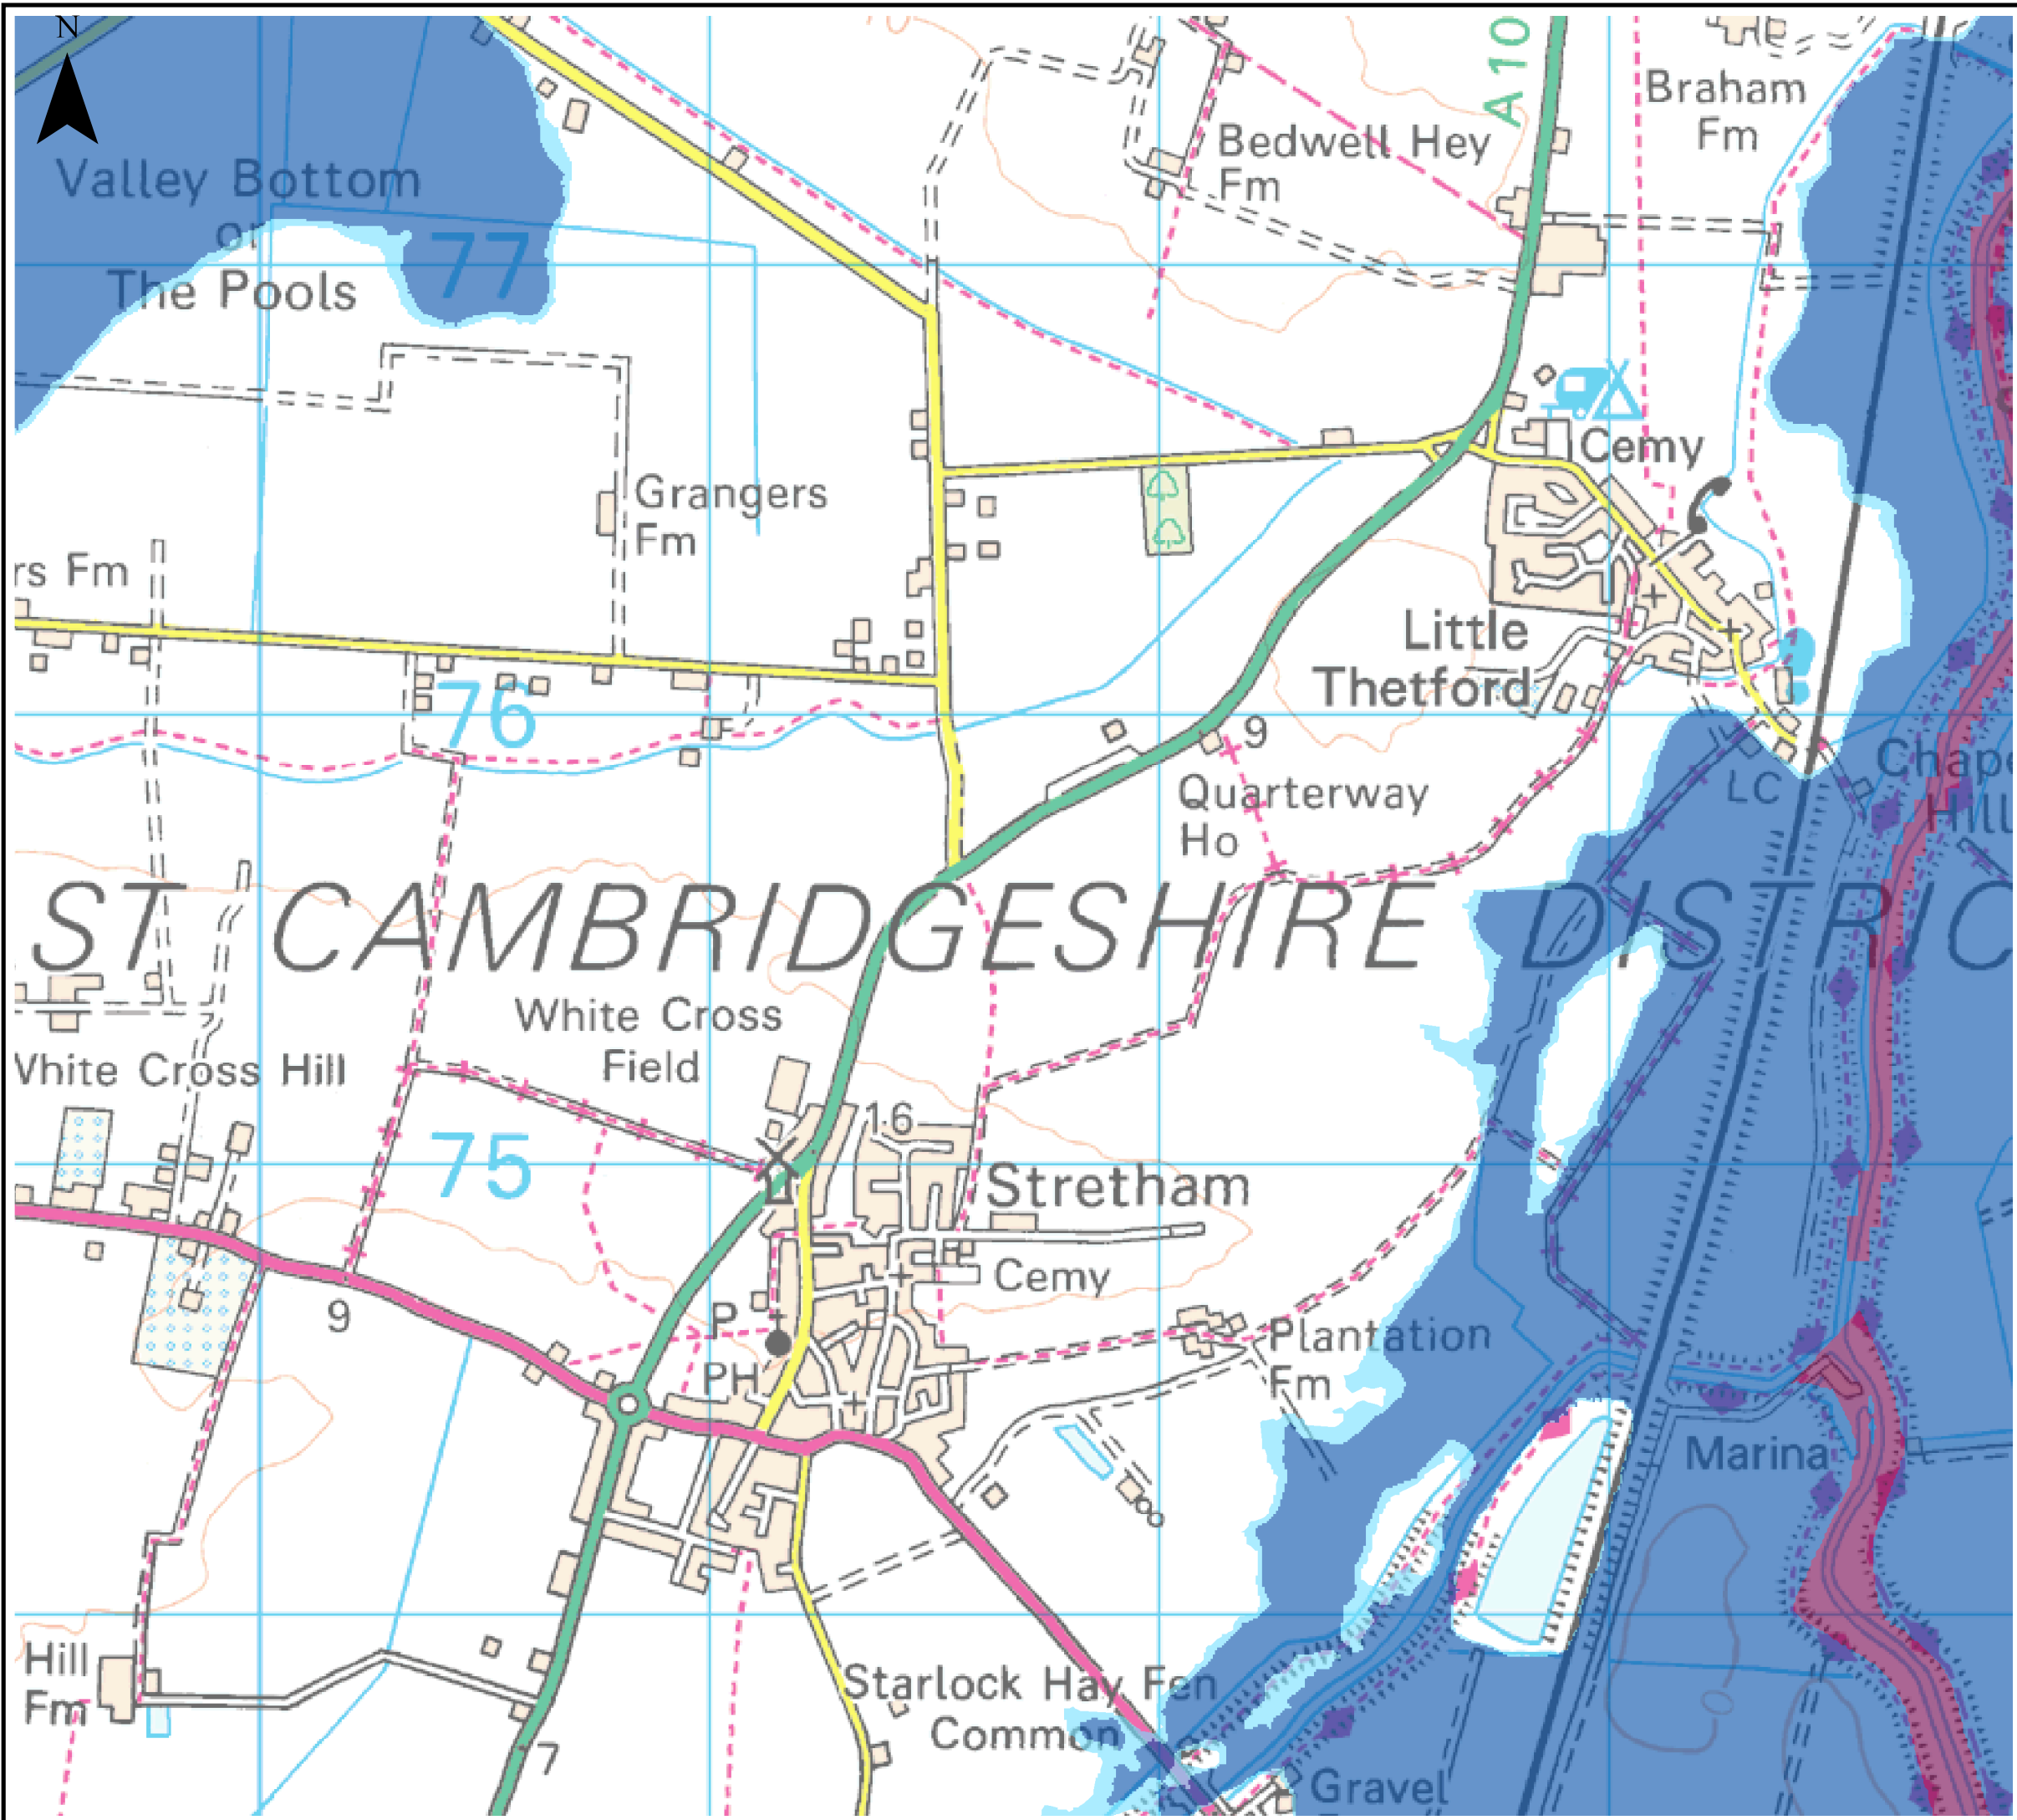 N
A 10
Braham
Fm
Bedwell Hey
Fm
Valley Bottom
or
The Pools
77
Cemy
Grangers
Fm
rs Fm
Little
Thetford
76
9
Quarterway
Ho
LC
Chape
Hill
ST CAMBRIDGESHIRE DISTRIC
White Cross
Field
White Cross Hill
16
75
Stretham
Cemy
9
P
PH
Plantation
Fm
Marina
Hill
Fm
Starlock Hay Fen
Common
7
Gravel